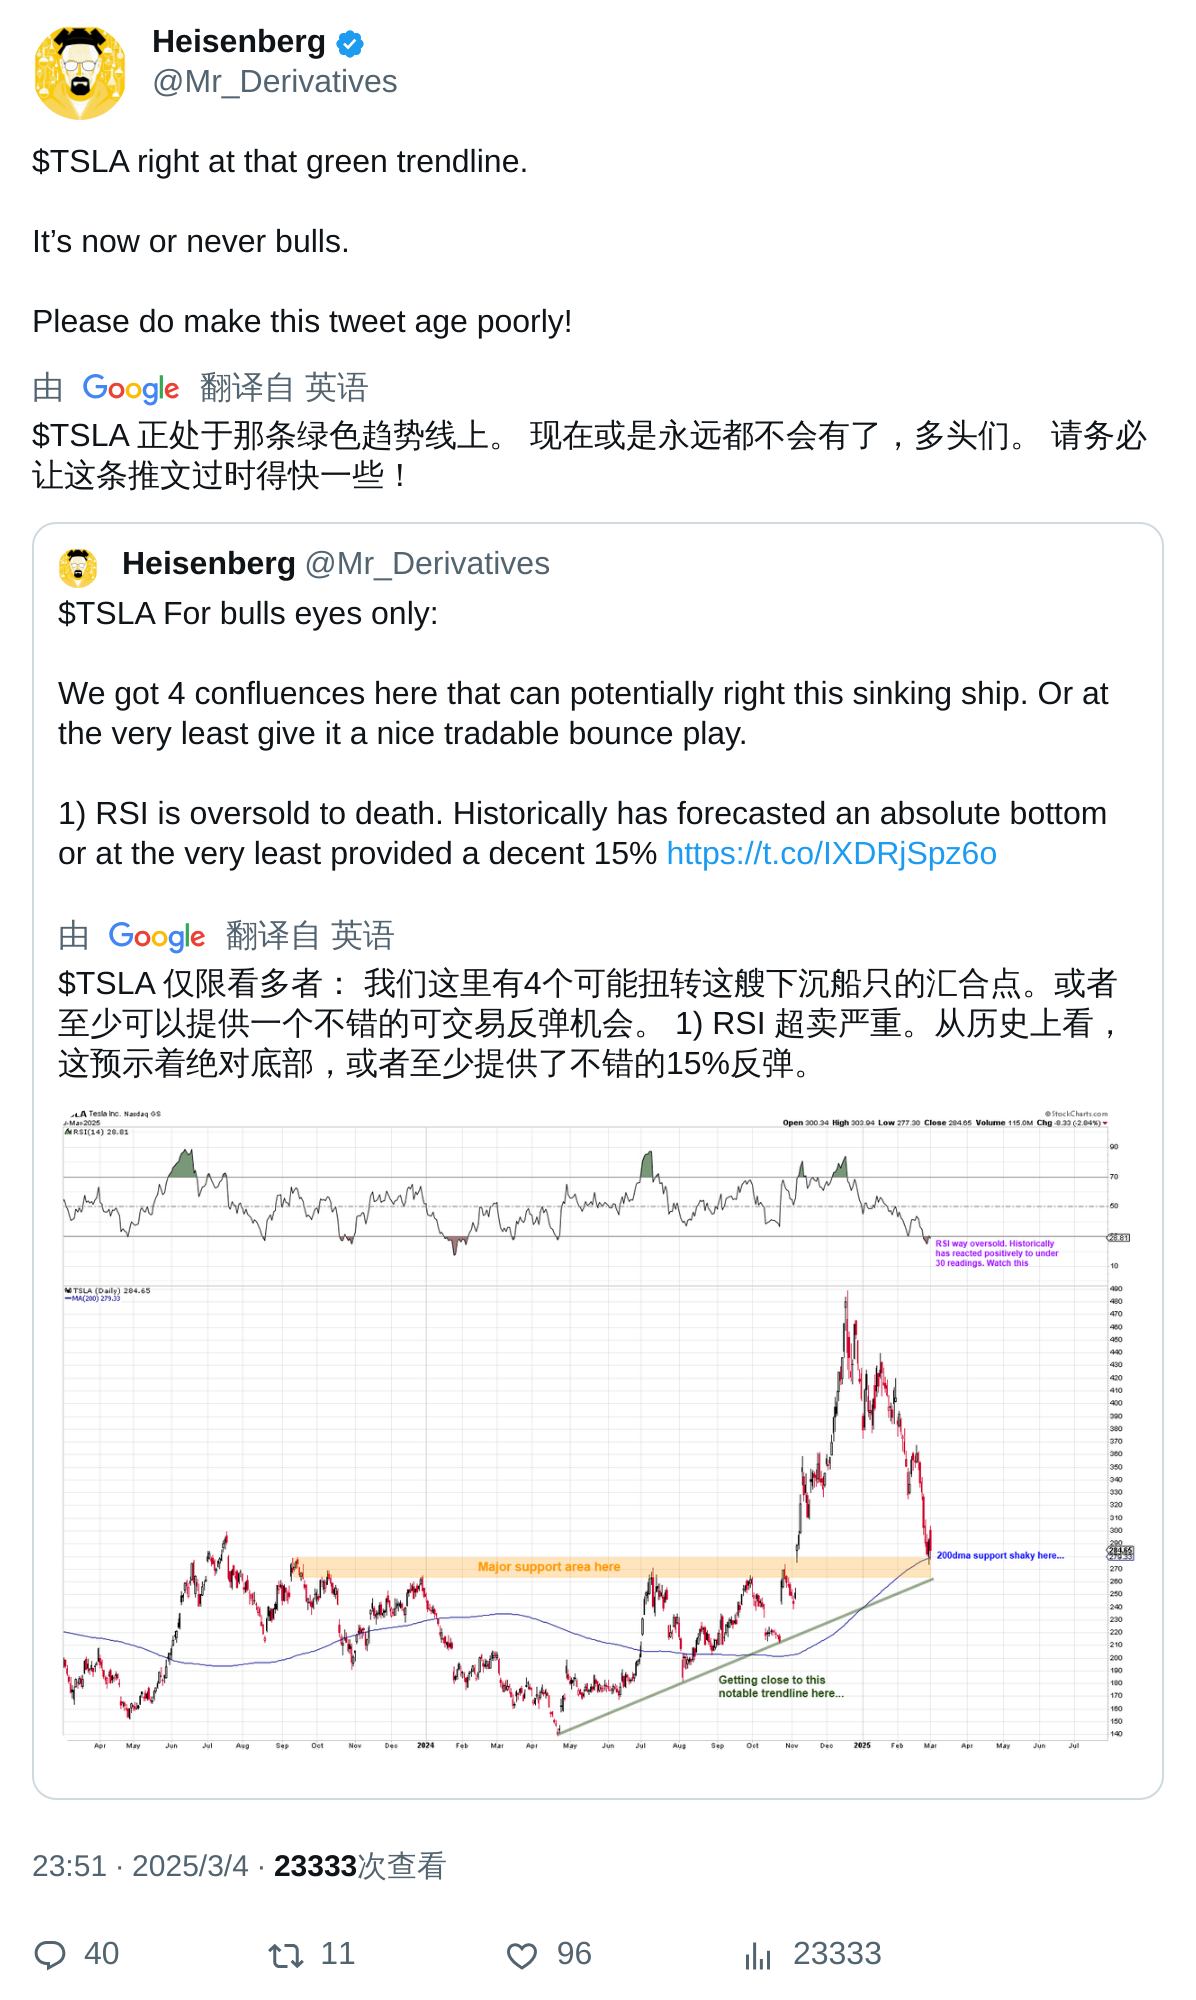 Heisenberg
@Mr_Derivatives
$TSLA right at that green trendline.
It’s now or never bulls.
Please do make this tweet age poorly!
由 Google 翻译自 英语
$TSLA 正处于那条绿色趋势线上。 现在或是永远都不会有了，多头们。 请务必
让这条推文过时得快一些！
Heisenberg @Mr_Derivatives
$TSLA For bulls eyes only:
We got 4 confluences here that can potentially right this sinking ship. Or at
the very least give it a nice tradable bounce play.
1) RSI is oversold to death. Historically has forecasted an absolute bottom
or at the very least provided a decent 15% https://t.co/IXDRjSpz6o
由 Google 翻译自 英语
$TSLA 仅限看多者： 我们这里有4个可能扭转这艘下沉船只的汇合点。或者
至少可以提供一个不错的可交易反弹机会。 1) RSI 超卖严重。从历史上看，
这预示着绝对底部，或者至少提供了不错的15%反弹。
LA Tesla Inc. Nasdaq GS
© StockCharts.com
-Mar-2025
Open 300.34 High 303.94 Low 277.30 Close 284.65 Volume 115.0M Chg -8.33 (-2.84%)
RSI(14) 28.81
90
70
50
28.81
10
RSI way oversold. Historically
has reacted positively to under
30 readings. Watch this
TSLA (Daily) 284.65
MA(200) 279.33
490
480
470
460
450
440
430
420
410
400
390
380
370
360
350
340
330
320
310
300
290
284.65
279.33
270
260
250
240
230
220
210
200
190
180
170
160
150
140
Major support area here
200dma support shaky here...
Getting close to this
notable trendline here...
Apr May Jun Jul Aug Sep Oct Nov Dec 2024 Feb Mar Apr May Jun Jul Aug Sep Oct Nov Dec 2025 Feb Mar Apr May Jun Jul
23:51 · 2025/3/4 · 23333次查看
40 11 96 23333